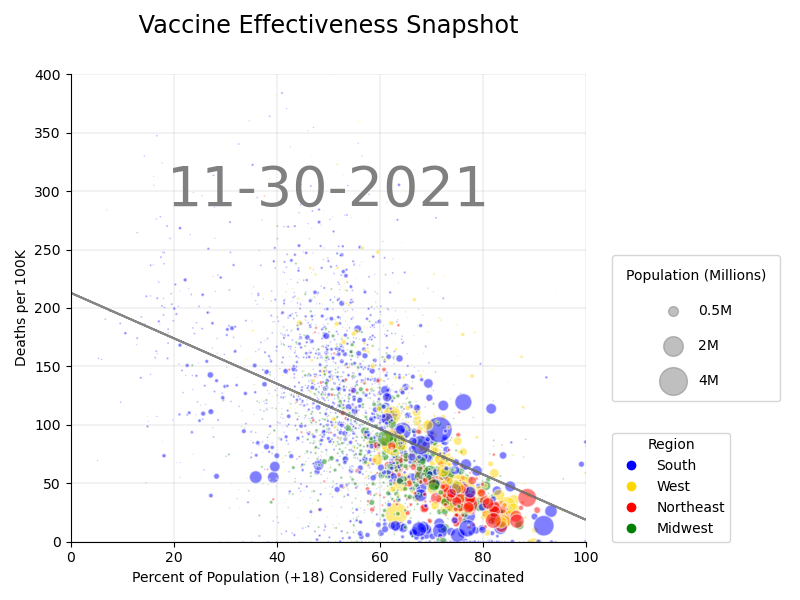 Vaccine Effectiveness Snapshot
400
350
300
250
200
150
100
50
0
Deaths per 100K
11-30-2021
0 20 40 60 80 100
Percent of Population (+18) Considered Fully Vaccinated
Population (Millions)
0.5M
2M
4M
Region
South
West
Northeast
Midwest